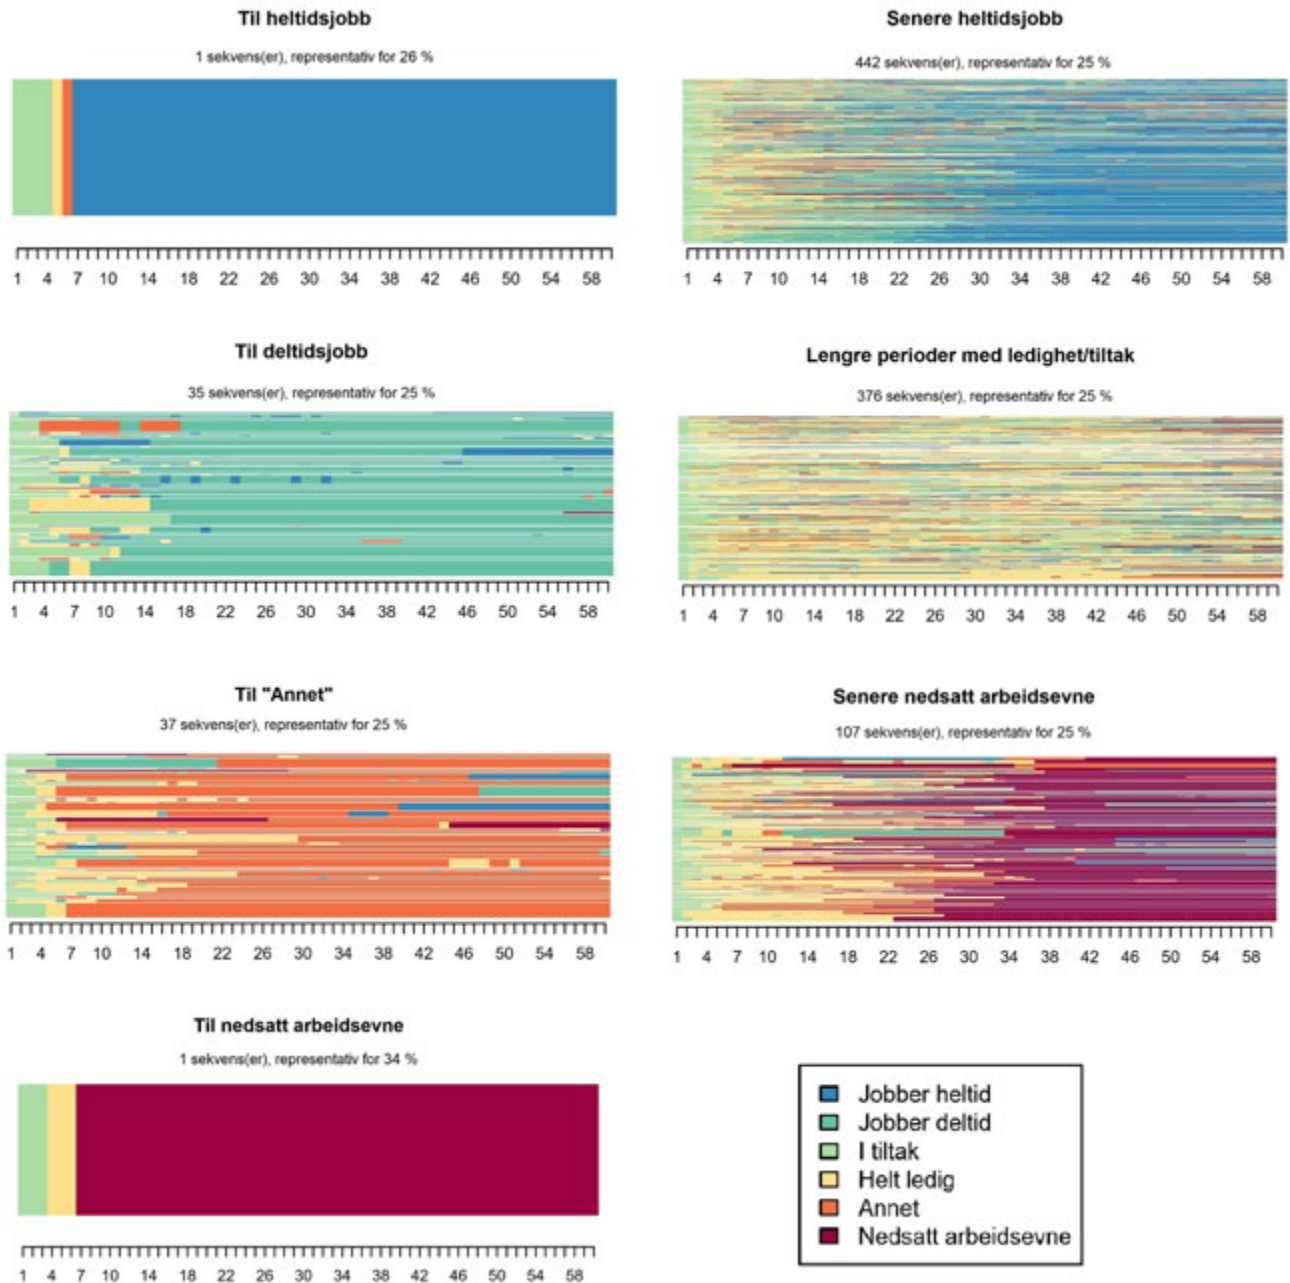 Til heltidsjobb
1 sekvens(er), representativ for 26 %
1 4 7 10 14 18 22 26 30 34 38 42 46 50 54 58
Senere heltidsjobb
442 sekvens(er), representativ for 25 %
1 4 7 10 14 18 22 26 30 34 38 42 46 50 54 58
Til deltidsjobb
35 sekvens(er), representativ for 25 %
1 4 7 10 14 18 22 26 30 34 38 42 46 50 54 58
Lengre perioder med ledighet/tiltak
376 sekvens(er), representativ for 25 %
1 4 7 10 14 18 22 26 30 34 38 42 46 50 54 58
Til "Annet"
37 sekvens(er), representativ for 25 %
1 4 7 10 14 18 22 26 30 34 38 42 46 50 54 58
Senere nedsatt arbeidsevne
107 sekvens(er), representativ for 25 %
1 4 7 10 14 18 22 26 30 34 38 42 46 50 54 58
Til nedsatt arbeidsevne
1 sekvens(er), representativ for 34 %
1 4 7 10 14 18 22 26 30 34 38 42 46 50 54 58
Jobber heltid
Jobber deltid
I tiltak
Helt ledig
Annet
Nedsatt arbeidsevne